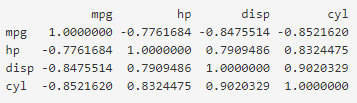 mpg hp disp cyl
mpg 1.0000000 -0.7761684 -0.8475514 -0.8521620
hp -0.7761684 1.0000000 0.7909486 0.8324475
disp -0.8475514 0.7909486 1.0000000 0.9020329
cyl -0.8521620 0.8324475 0.9020329 1.0000000